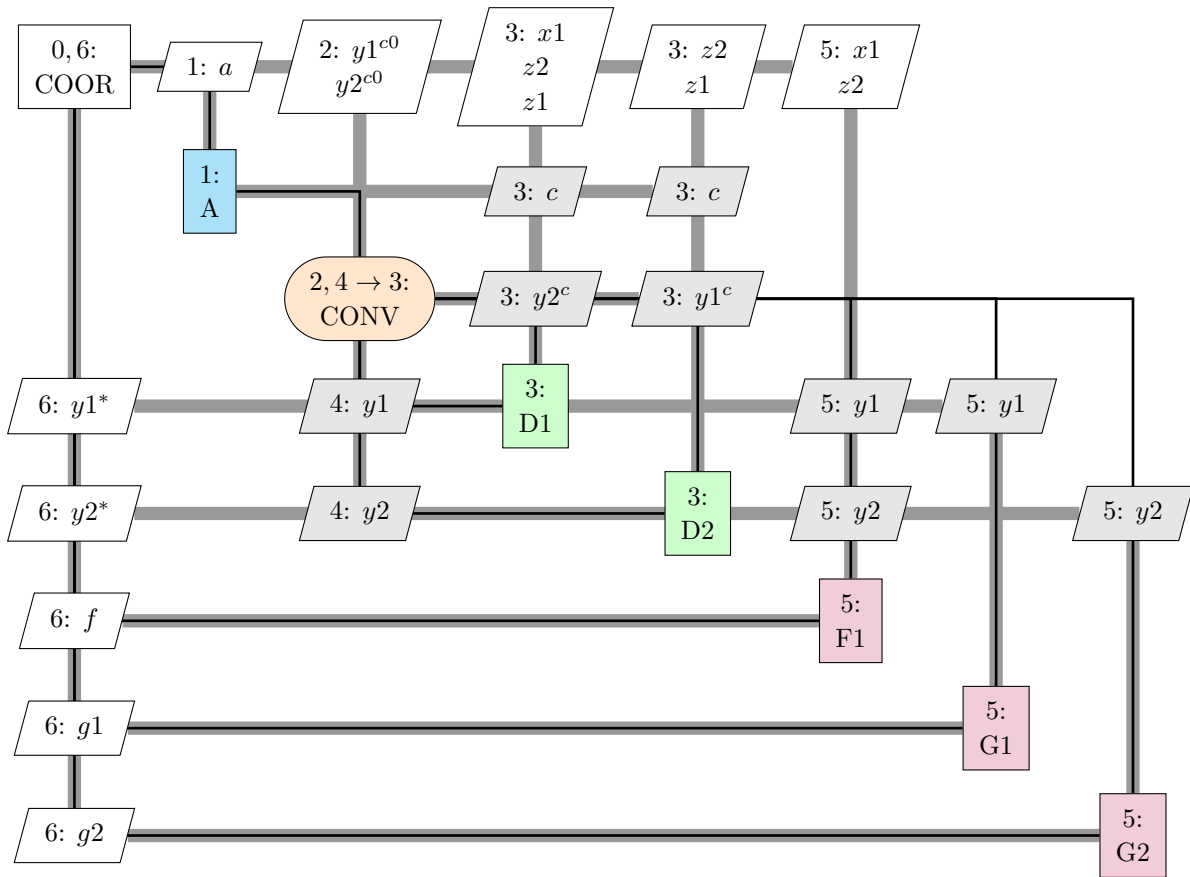 0, 6:
COOR
1: a
2: y1^{c0}
y2^{c0}
3: x1
z2
z1
3: z2
z1
5: x1
z2
1:
A
3: c
3: c
2, 4 → 3:
CONV
3: y2^c
3: y1^c
6: y1*
4: y1
3:
D1
5: y1
5: y1
6: y2*
4: y2
3:
D2
5: y2
5: y2
6: f
5:
F1
6: g1
5:
G1
6: g2
5:
G2